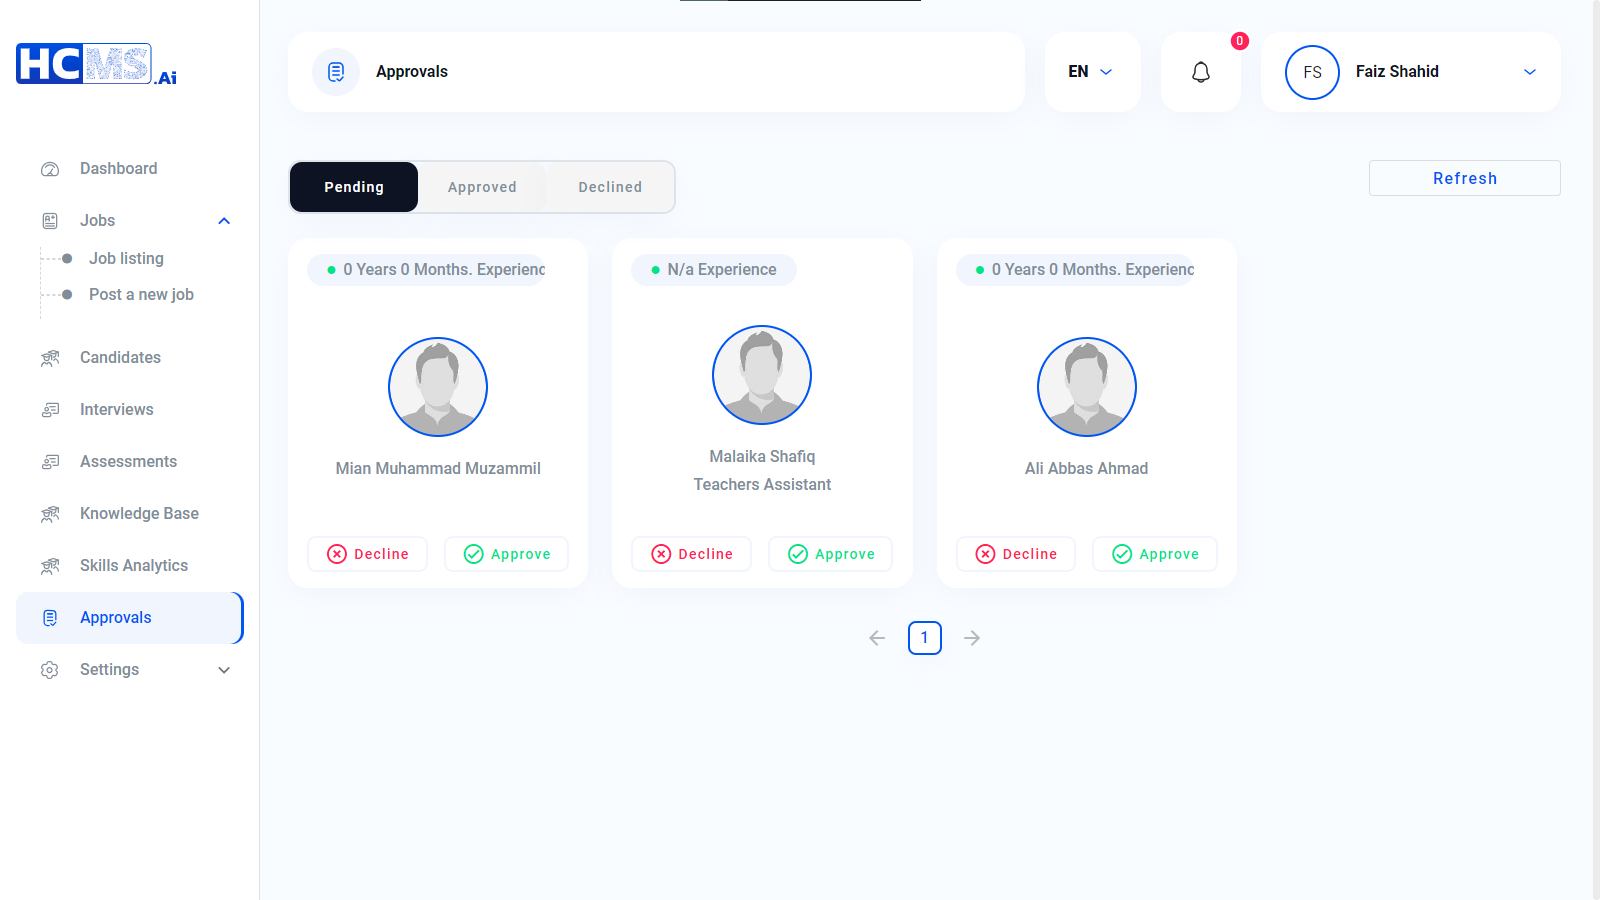 HCMS.Ai
Dashboard
Jobs
Job listing
Post a new job
Candidates
Interviews
Assessments
Knowledge Base
Skills Analytics
Approvals
Settings
Approvals
EN
0
FS
Faiz Shahid
Pending
Approved
Declined
Refresh
0 Years 0 Months. Experienc
Mian Muhammad Muzammil
Decline
Approve
N/a Experience
Malaika Shafiq
Teachers Assistant
Decline
Approve
0 Years 0 Months. Experienc
Ali Abbas Ahmad
Decline
Approve
1